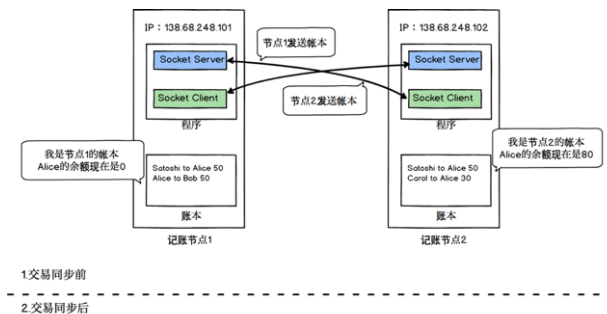 IP：138.68.248.101
Socket Server
Socket Client
程序
Satoshi to Alice 50
Alice to Bob 50
账本
记账节点1
节点1发送帐本
节点2发送帐本
我是节点1的帐本
Alice的余额现在是0
IP：138.68.248.102
Socket Server
Socket Client
程序
Satoshi to Alice 50
Carol to Alice 30
账本
记账节点2
我是节点2的帐本
Alice的余额现在是80
1.交易同步前
2.交易同步后